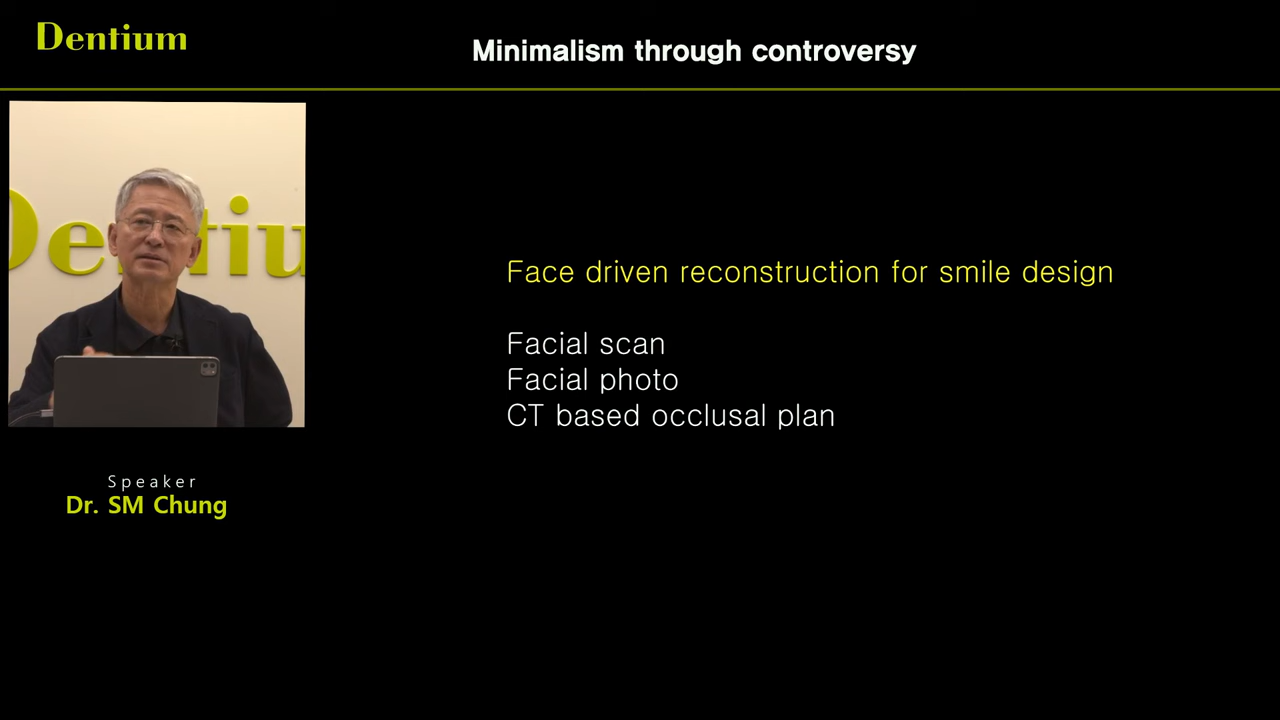 Dentium
Minimalism through controversy
Dentiu
Face driven reconstruction for smile design
Facial scan
Facial photo
CT based occlusal plan
Speaker
Dr. SM Chung